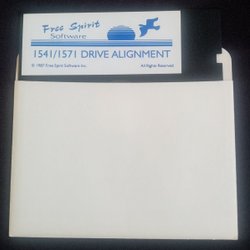 Free Spirit
Software
1541/1571 DRIVE ALIGNMENT
© 1987 Free Spirit Software Inc.
All Rights Reserved